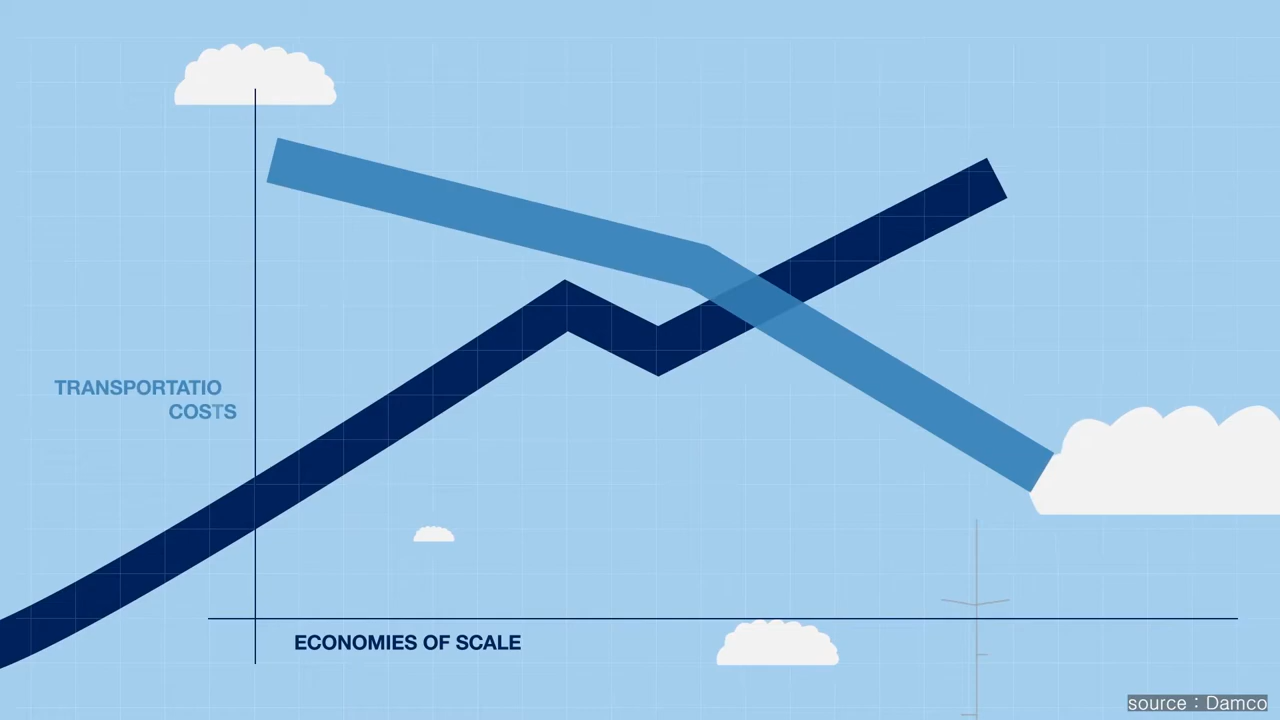 TRANSPORTATIO
COSTS
ECONOMIES OF SCALE
source : Damco